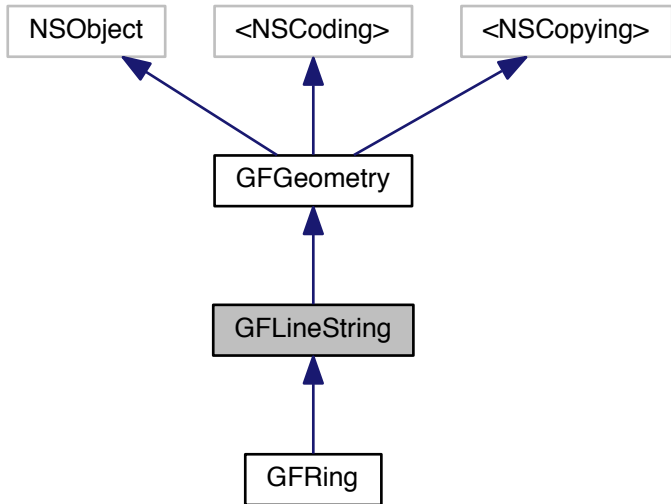 NSObject
<NSCoding>
<NSCopying>
GFGeometry
GFLineString
GFRing